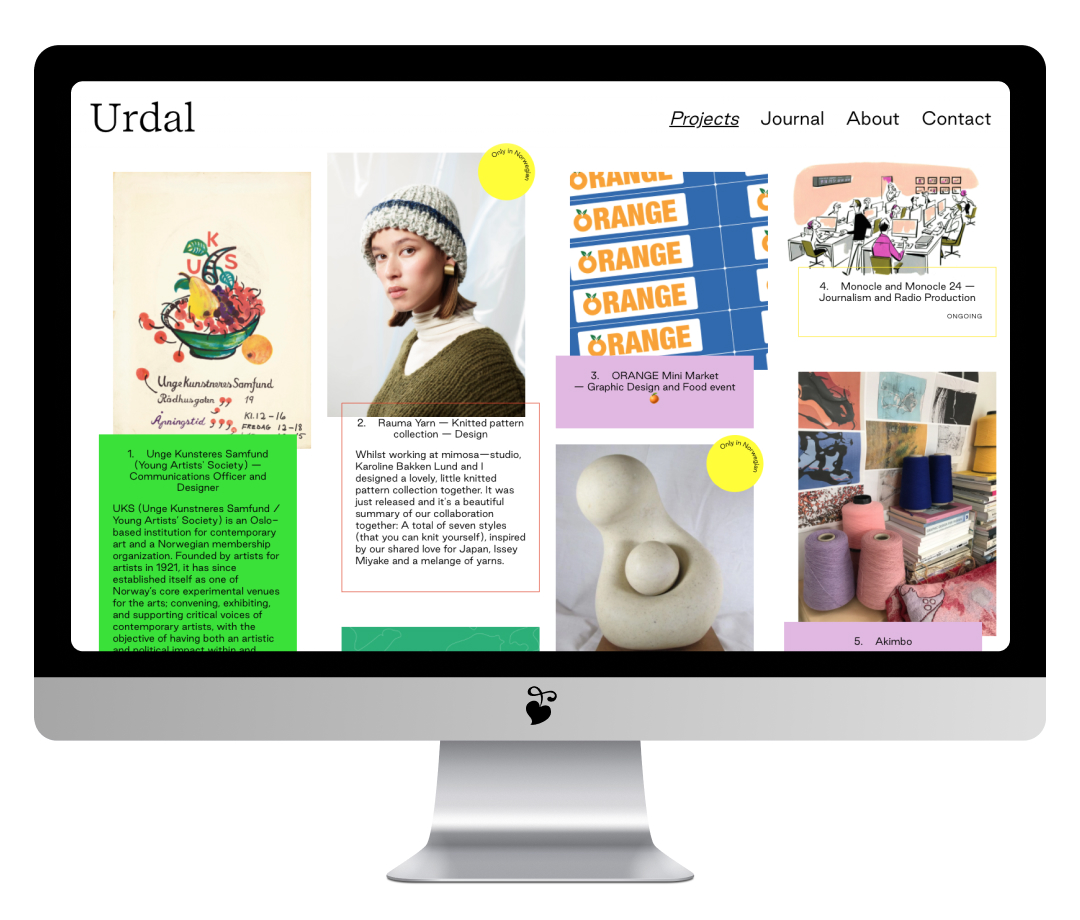 Urdal
Projects
Journal
About
Contact
K
U
S
Unge Kunstneres Samfund
Rådhusgaten 99
19
Åpningstid 999
Kl. 12–16
FREDAG 12–18
1. Unge Kunsteres Samfund
(Young Artists' Society) —
Communications Officer and
Designer
UKS (Unge Kunstneres Samfund /
Young Artists' Society) is an Oslo-
based institution for contemporary
art and a Norwegian membership
organization. Founded by artists for
artists in 1921, it has since
established itself as one of
Norway's core experimental venues
for the arts; convening, exhibiting,
and supporting critical voices of
contemporary artists, with the
objective of having both an artistic
and political impact within and
Only in Norwegian
2. Rauma Yarn — Knitted pattern
collection — Design
Whilst working at mimosa—studio,
Karoline Bakken Lund and I
designed a lovely, little knitted
pattern collection together. It was
just released and it's a beautiful
summary of our collaboration
together: A total of seven styles
(that you can knit yourself), inspired
by our shared love for Japan, Issey
Miyake and a melange of yarns.
ORANGE
ORANGE
ORANGE
ORANGE
ORANGE
ORANGE
3. ORANGE Mini Market
— Graphic Design and Food event
Only in Norwegian
4. Monocle and Monocle 24 —
Journalism and Radio Production
ONGOING
5. Akimbo